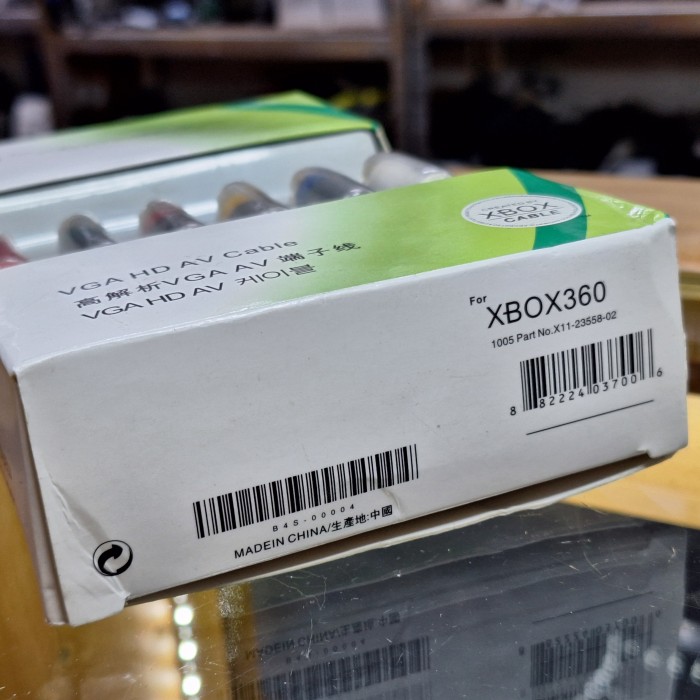 VGA HD AV Cable
高解析VGA AV 端子线
VGA HD AV 케이블
XBOX
CABLE
For
XBOX360
1005 Part No.X11-23558-02
8 82224 03700 6
B4S-00004
MADEIN CHINA/生產地:中國